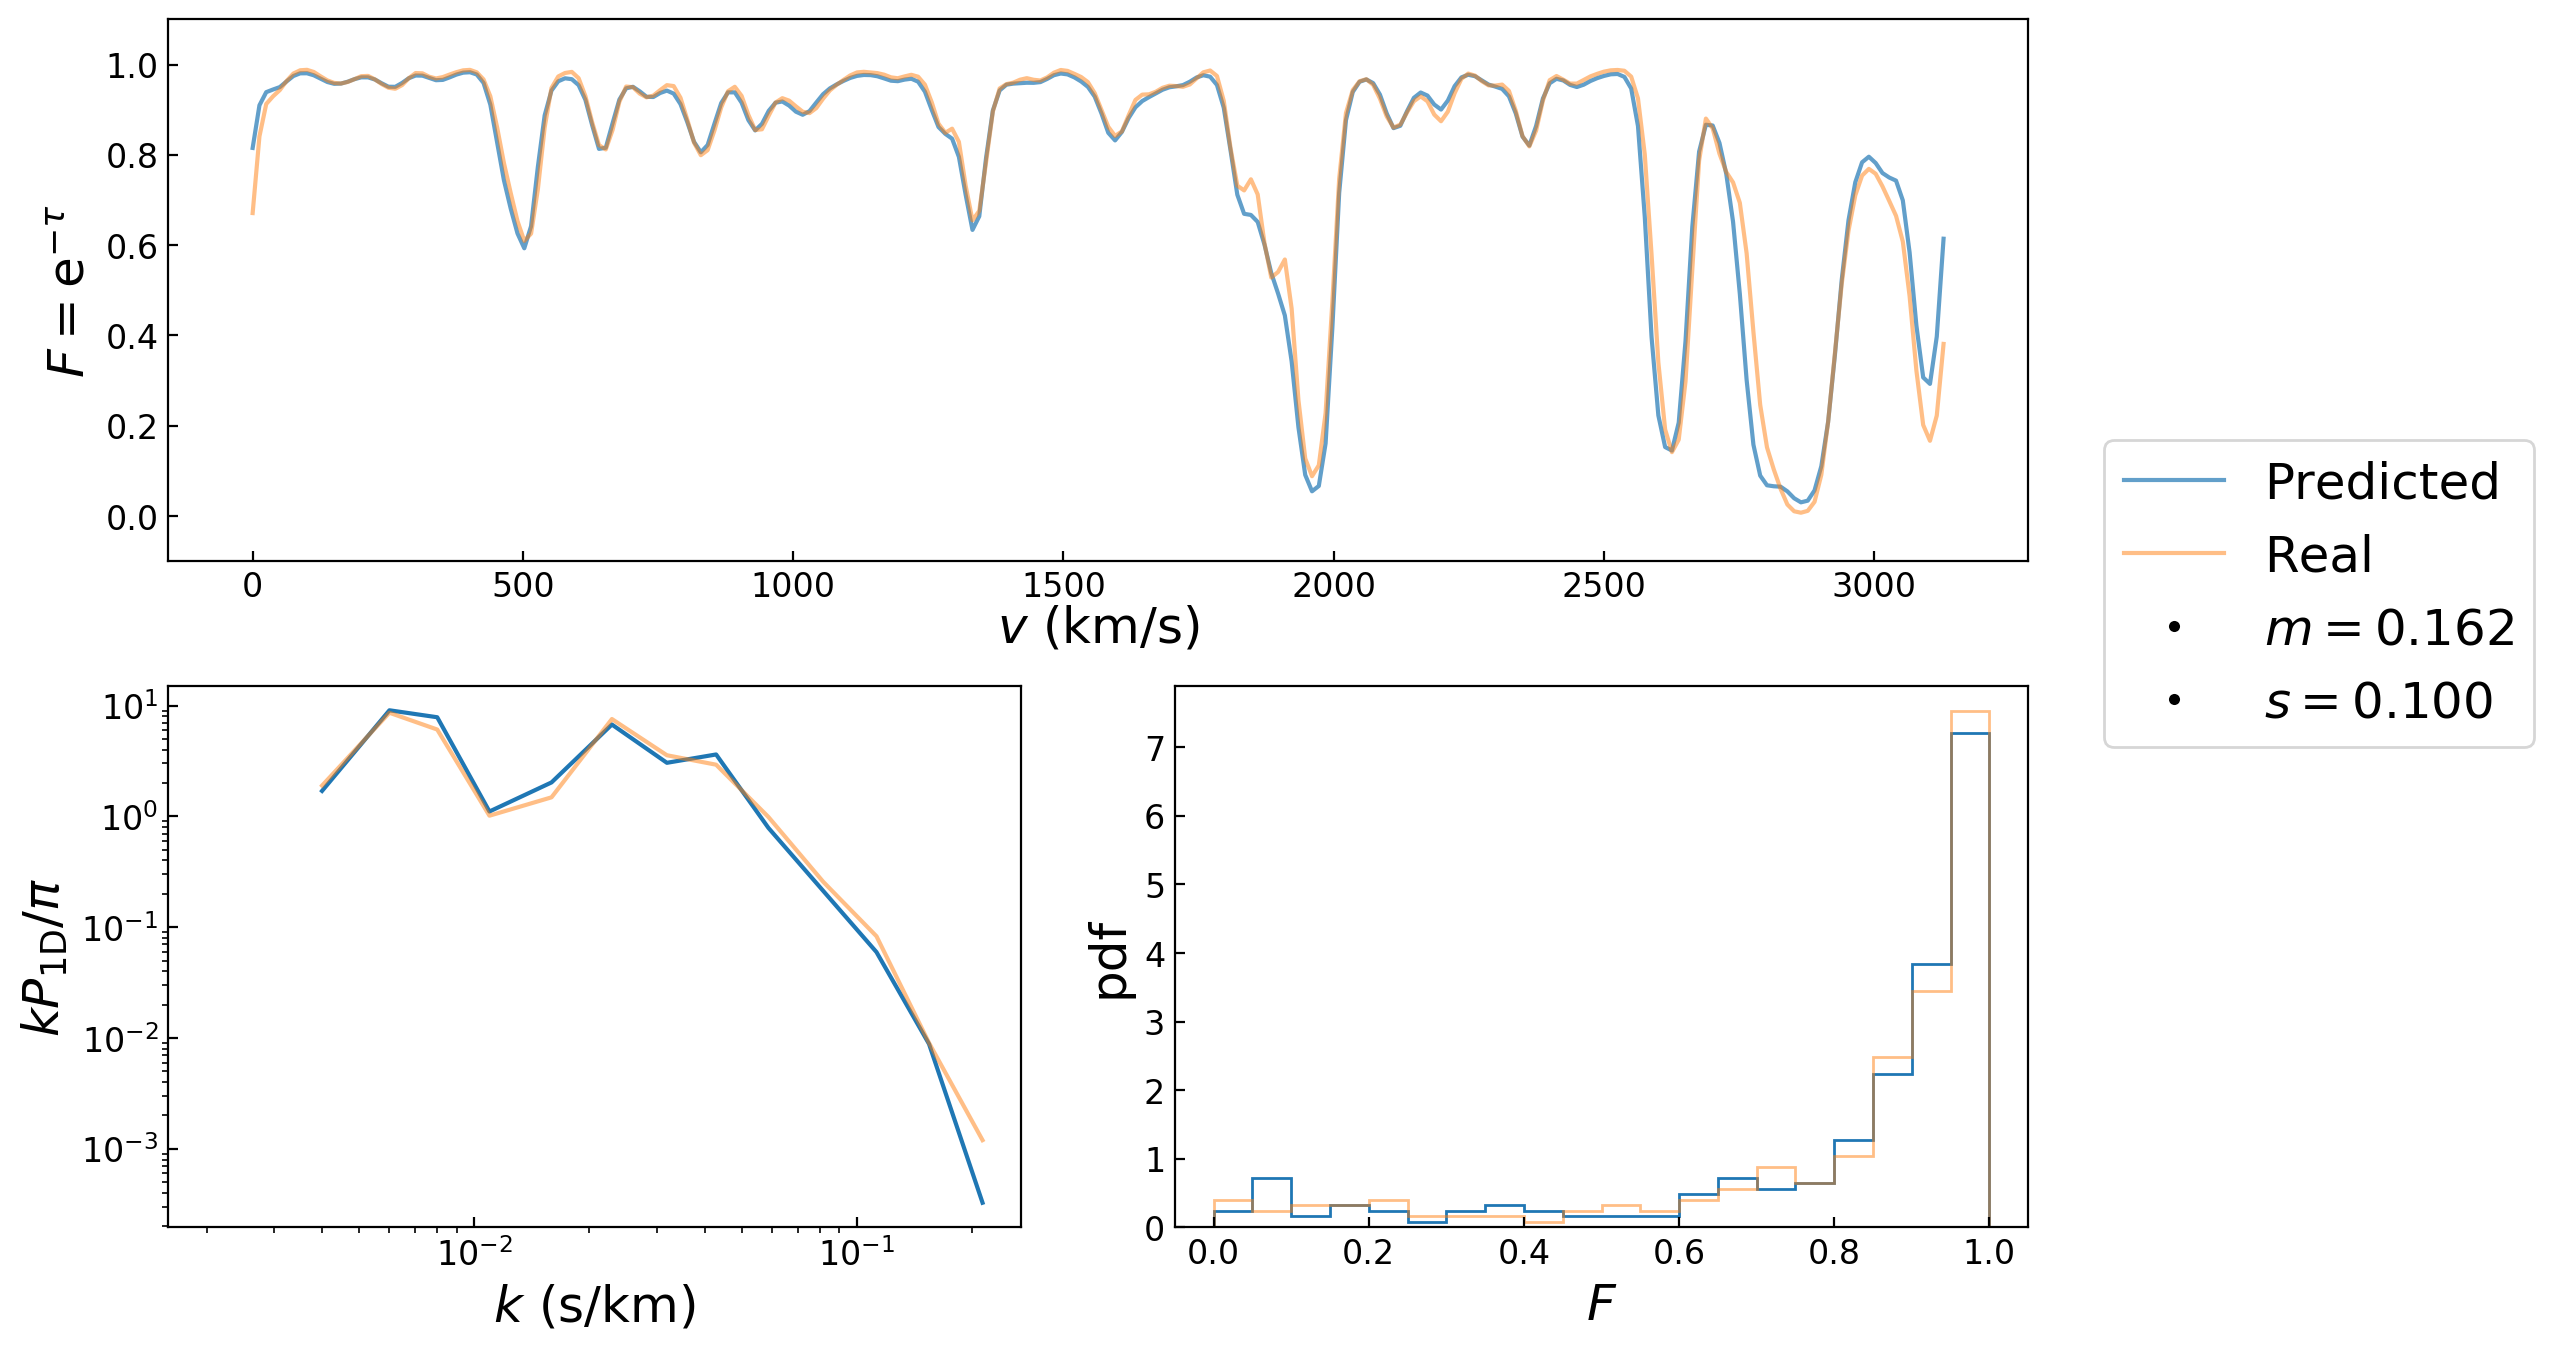 F = e^{-τ}
1.0
0.8
0.6
0.4
0.2
0.0
0 500 1000 1500 2000 2500 3000
v (km/s)
Predicted
Real
m = 0.162
s = 0.100
kP_{1D}/π
10^1
10^0
10^{-1}
10^{-2}
10^{-3}
10^{-2} 10^{-1}
k (s/km)
pdf
7
6
5
4
3
2
1
0
0.0 0.2 0.4 0.6 0.8 1.0
F